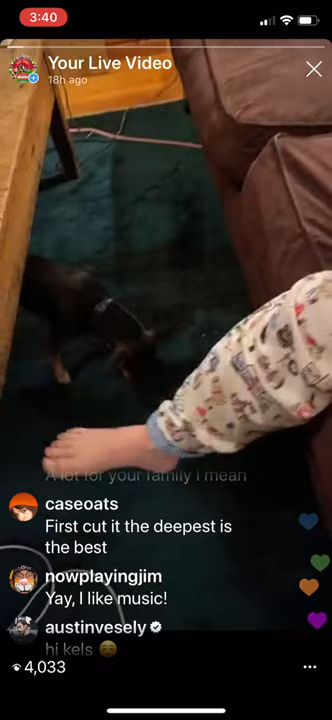 3:40
Your Live Video
18h ago
A lot for your family I mean
caseoats
First cut it the deepest is
the best
nowplayingjim
Yay, I like music!
austinvesely
hi kels 😊
4,033